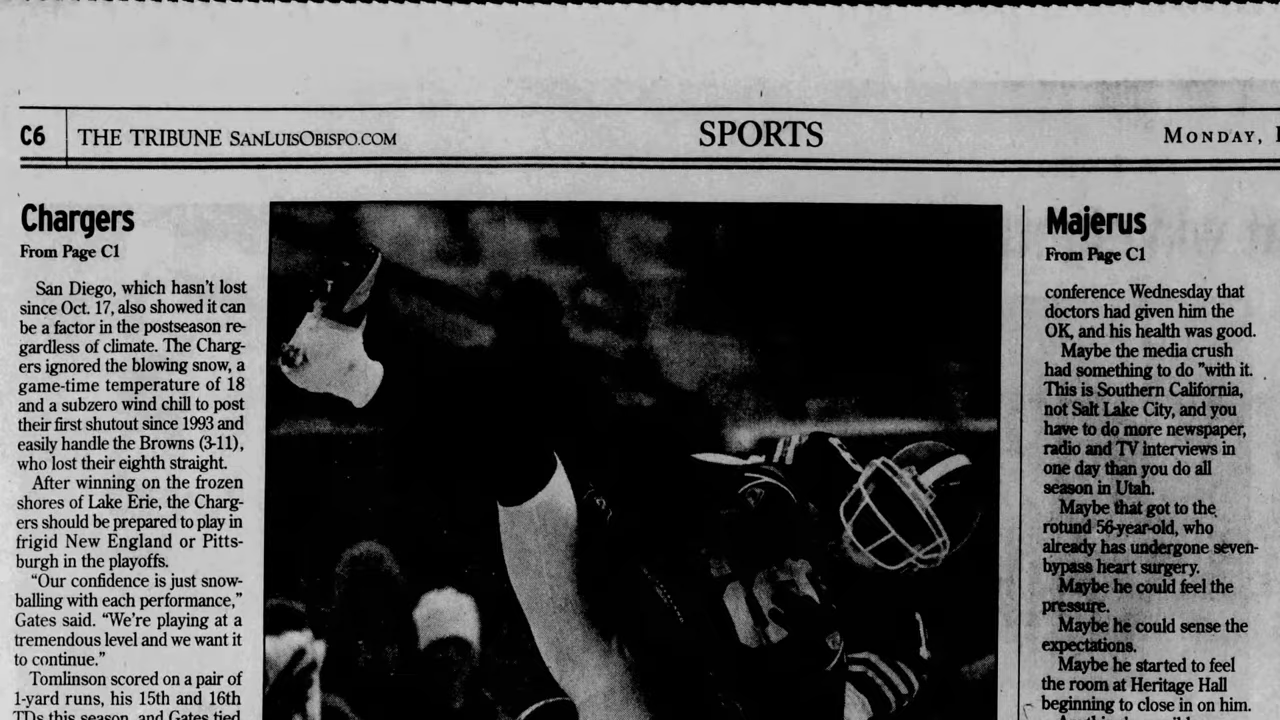 C6 THE TRIBUNE SANLUISOBISPO.COM SPORTS MONDAY,
Chargers
From Page C1
San Diego, which hasn't lost
since Oct. 17, also showed it can
be a factor in the postseason re-
gardless of climate. The Charg-
ers ignored the blowing snow, a
game-time temperature of 18
and a subzero wind chill to post
their first shutout since 1993 and
easily handle the Browns (3-11),
who lost their eighth straight.
After winning on the frozen
shores of Lake Erie, the Charg-
ers should be prepared to play in
frigid New England or Pitts-
burgh in the playoffs.
“Our confidence is just snow-
balling with each performance,”
Gates said. “We're playing at a
tremendous level and we want it
to continue.”
Tomlinson scored on a pair of
1-yard runs, his 15th and 16th
TDs this season, and Gates tied
Majerus
From Page C1
conference Wednesday that
doctors had given him the
OK, and his health was good.
Maybe the media crush
had something to do "with it.
This is Southern California,
not Salt Lake City, and you
have to do more newspaper,
radio and TV interviews in
one day than you do all
season in Utah.
Maybe that got to the
rotund 56-year-old, who
already has undergone seven-
bypass heart surgery.
Maybe he could feel the
pressure.
Maybe he could sense the
expectations.
Maybe he started to feel
the room at Heritage Hall
beginning to close in on him.